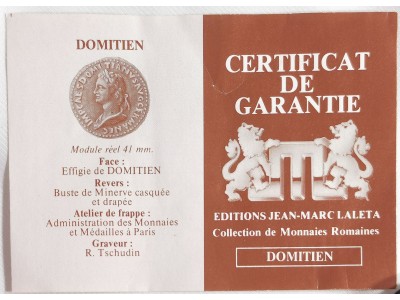 DOMITIEN
Module réel 41 mm.
Face :
Effigie de DOMITIEN
Revers :
Buste de Minerve casquée
et drapée
Atelier de frappe :
Administration des Monnaies
et Médailles à Paris
Graveur :
R. Tschudin
CERTIFICAT
DE
GARANTIE
EDITIONS JEAN-MARC LALETA
Collection de Monnaies Romaines
DOMITIEN